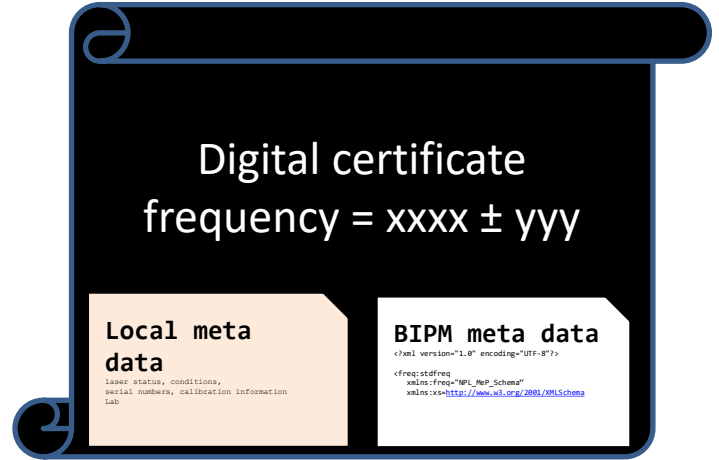 Digital certificate
frequency = xxxx ± yyy
Local meta
data
laser status, conditions,
serial numbers, calibration information
Lab
BIPM meta data
<?xml version="1.0" encoding="UTF-8"?>
<freq:stdfreq
xmlns:freq="NPL_MeP_Schema“
xmlns:xs=http://www.w3.org/2001/XMLSchema